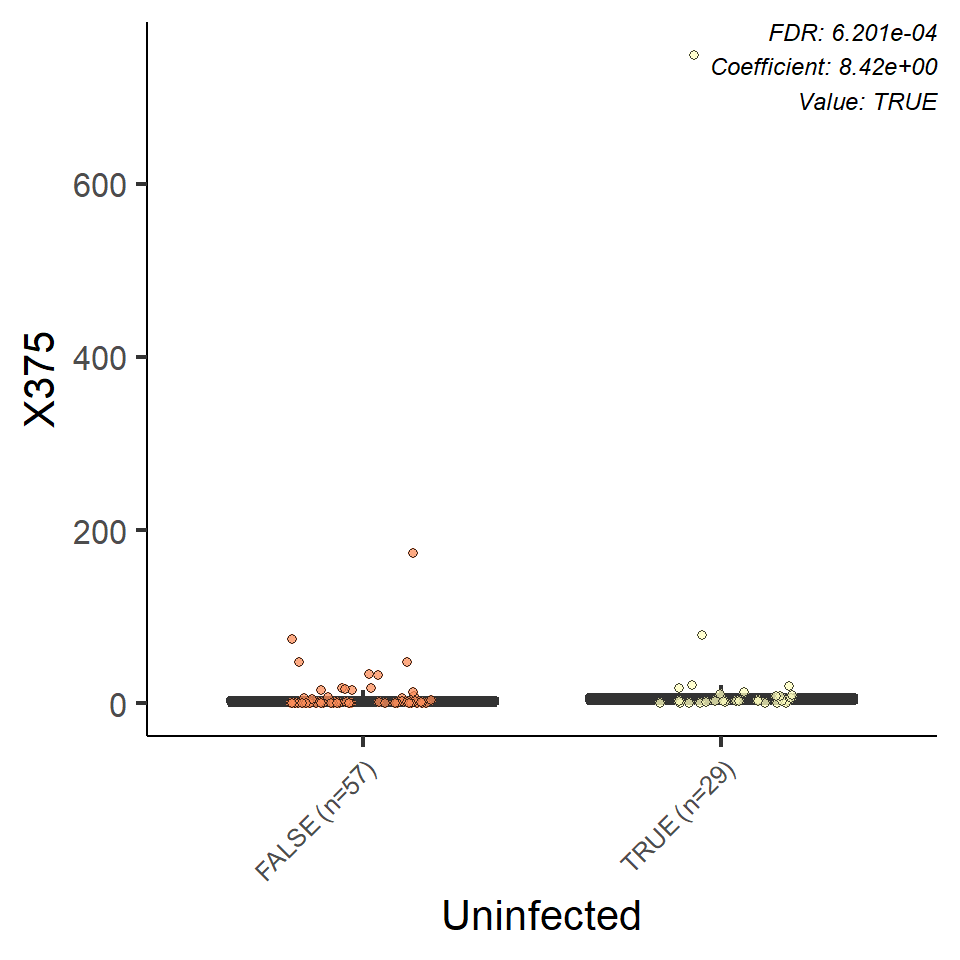 FDR: 6.201e-04
Coefficient: 8.42e+00
Value: TRUE
600
400
200
0
X375
FALSE (n=57)
TRUE (n=29)
Uninfected